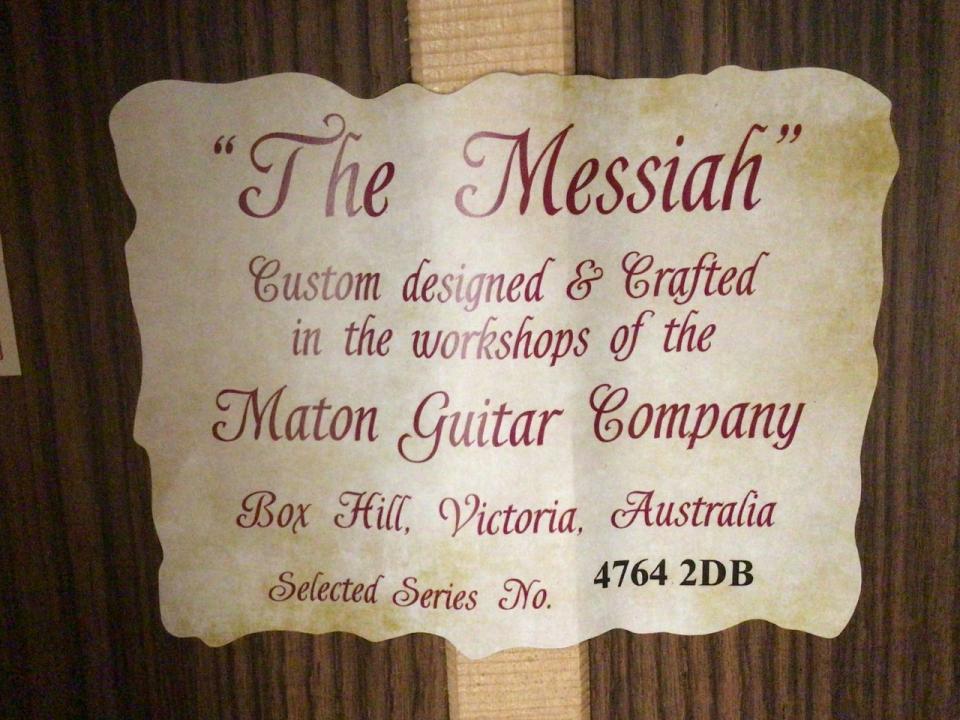 “The Messiah”
Custom designed & Crafted
in the workshops of the
Maton Guitar Company
Box Hill, Victoria, Australia
Selected Series No. 4764 2DB